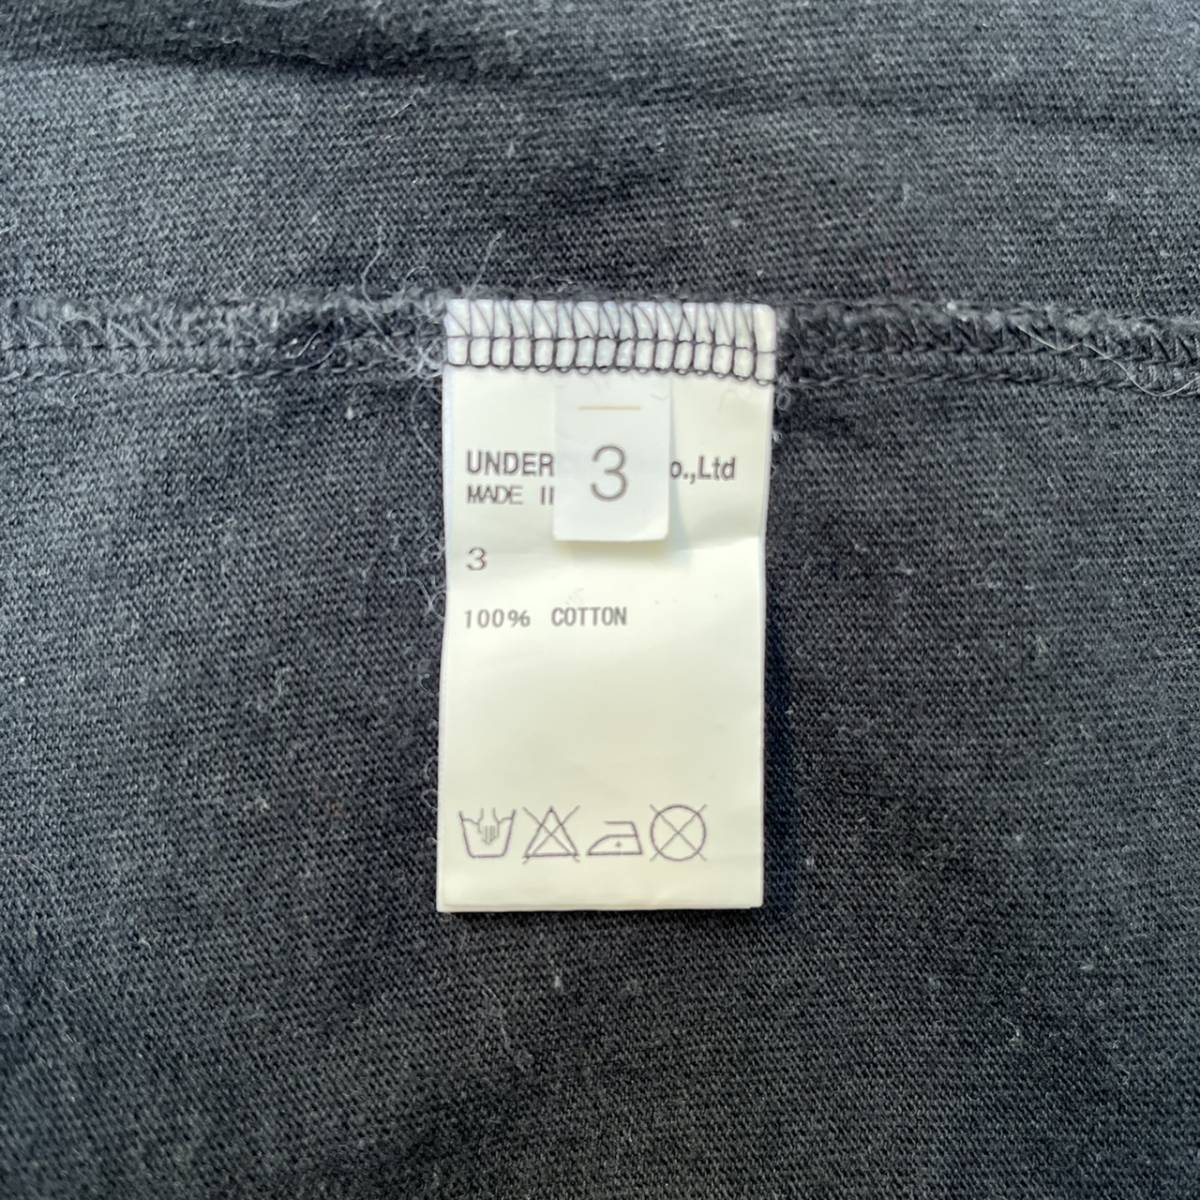 3
UNDER o.,Ltd
MADE
3
100% COTTON